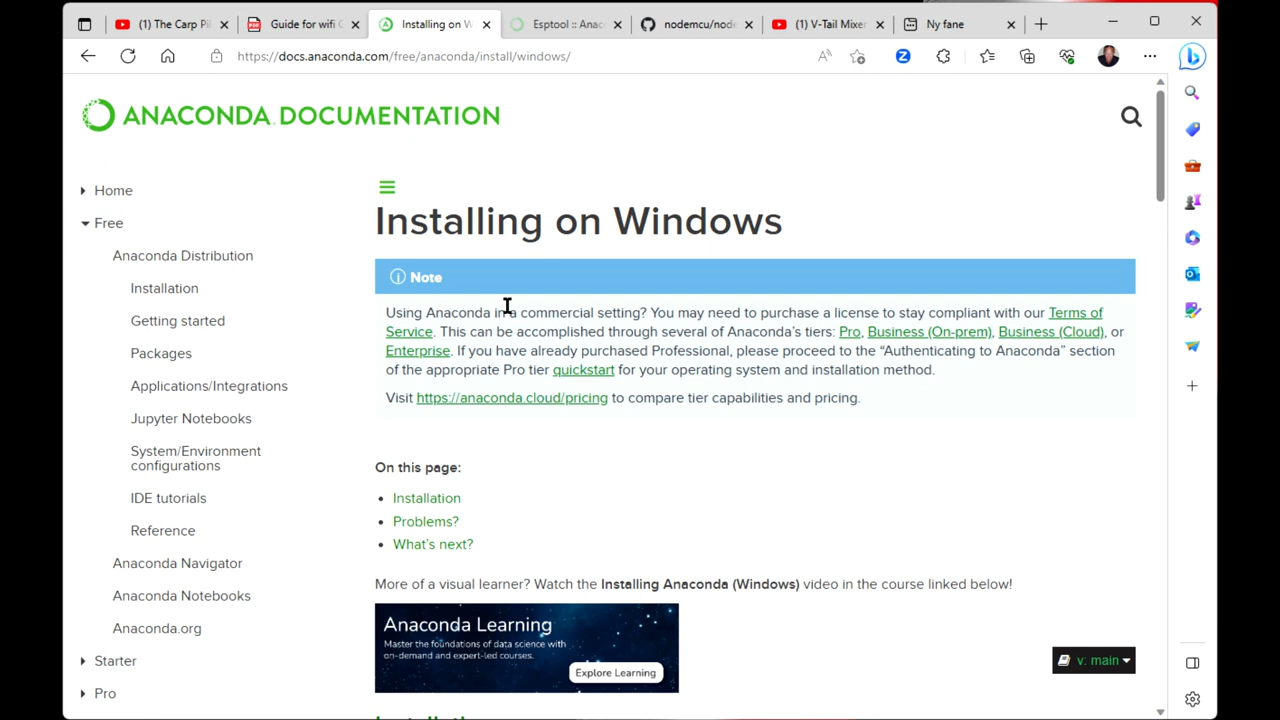 (1) The Carp Pi
Guide for wifi C
Installing on W
Esptool :: Anac
nodemcu/node
(1) V-Tail Mixer
Ny fane
https://docs.anaconda.com/free/anaconda/install/windows/
ANACONDA.DOCUMENTATION
Home
Free
Anaconda Distribution
Installation
Getting started
Packages
Applications/Integrations
Jupyter Notebooks
System/Environment
configurations
IDE tutorials
Reference
Anaconda Navigator
Anaconda Notebooks
Anaconda.org
Starter
Pro
Installing on Windows
Note
Using Anaconda in a commercial setting? You may need to purchase a license to stay compliant with our Terms of
Service. This can be accomplished through several of Anaconda's tiers: Pro, Business (On-prem), Business (Cloud), or
Enterprise. If you have already purchased Professional, please proceed to the “Authenticating to Anaconda” section
of the appropriate Pro tier quickstart for your operating system and installation method.
Visit https://anaconda.cloud/pricing to compare tier capabilities and pricing.
On this page:
• Installation
• Problems?
• What's next?
More of a visual learner? Watch the Installing Anaconda (Windows) video in the course linked below!
Anaconda Learning
Master the foundations of data science with
on-demand and expert-led courses.
Explore Learning
v: main